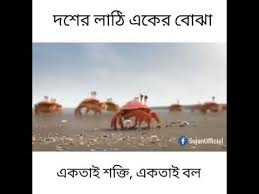 দশের লাঠি একের বোঝা
SujanOfficial
একতাই শক্তি, একতাই বল